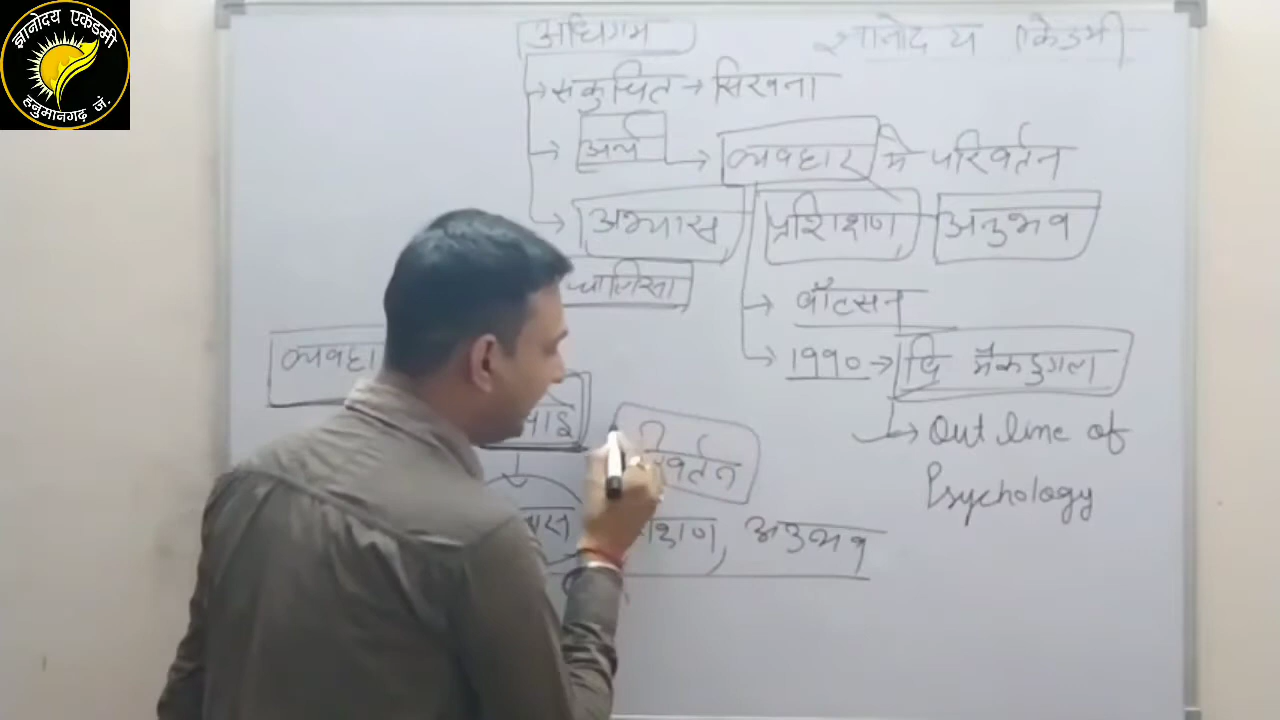 ज्ञानोदय एकेडमी
हनुमानगढ़ जं.
अधिगम
ज्ञानोदय एकेडमी
संकुचित → सिखना
अर्थ → व्यवहार मे परिवर्तन
अभ्यास प्रशिक्षण अनुभव
वॉटसन
१९९० → वि मैकडुगल
Out line of
Psychology
परिवर्तन
अनुभव